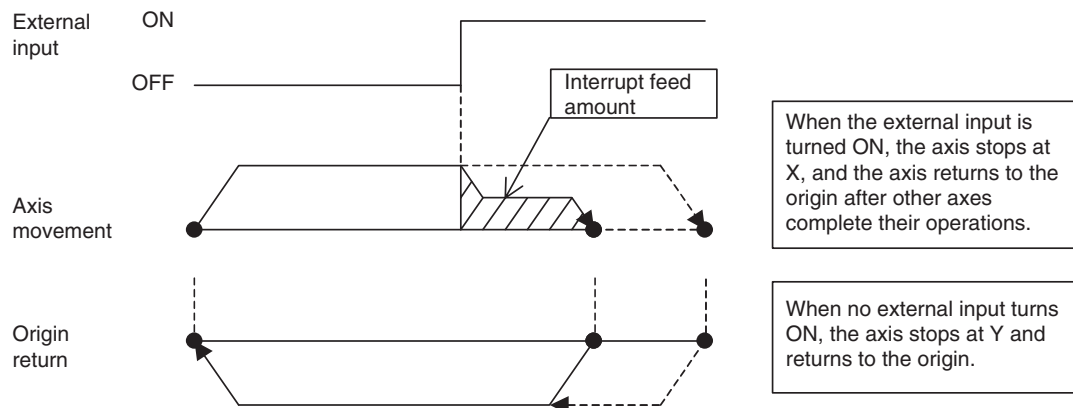 External
input
ON
OFF
Interrupt feed
amount
When the external input is
turned ON, the axis stops at
X, and the axis returns to the
origin after other axes
complete their operations.
Axis
movement
When no external input turns
ON, the axis stops at Y and
returns to the origin.
Origin
return